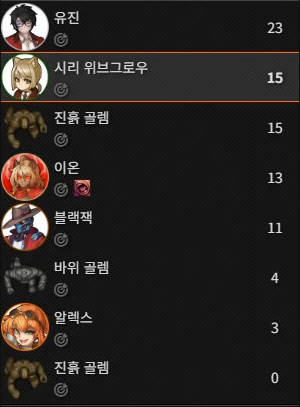 유진 23
시리 위브그로우 15
진흙 골렘 15
이온 13
블랙잭 11
바위 골렘 4
알렉스 3
진흙 골렘 0